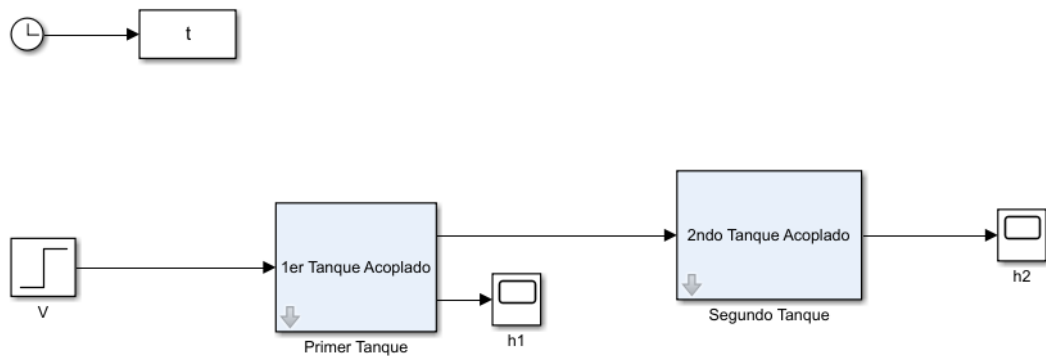 t
1er Tanque Acoplado
2ndo Tanque Acoplado
V
Primer Tanque
h1
Segundo Tanque
h2